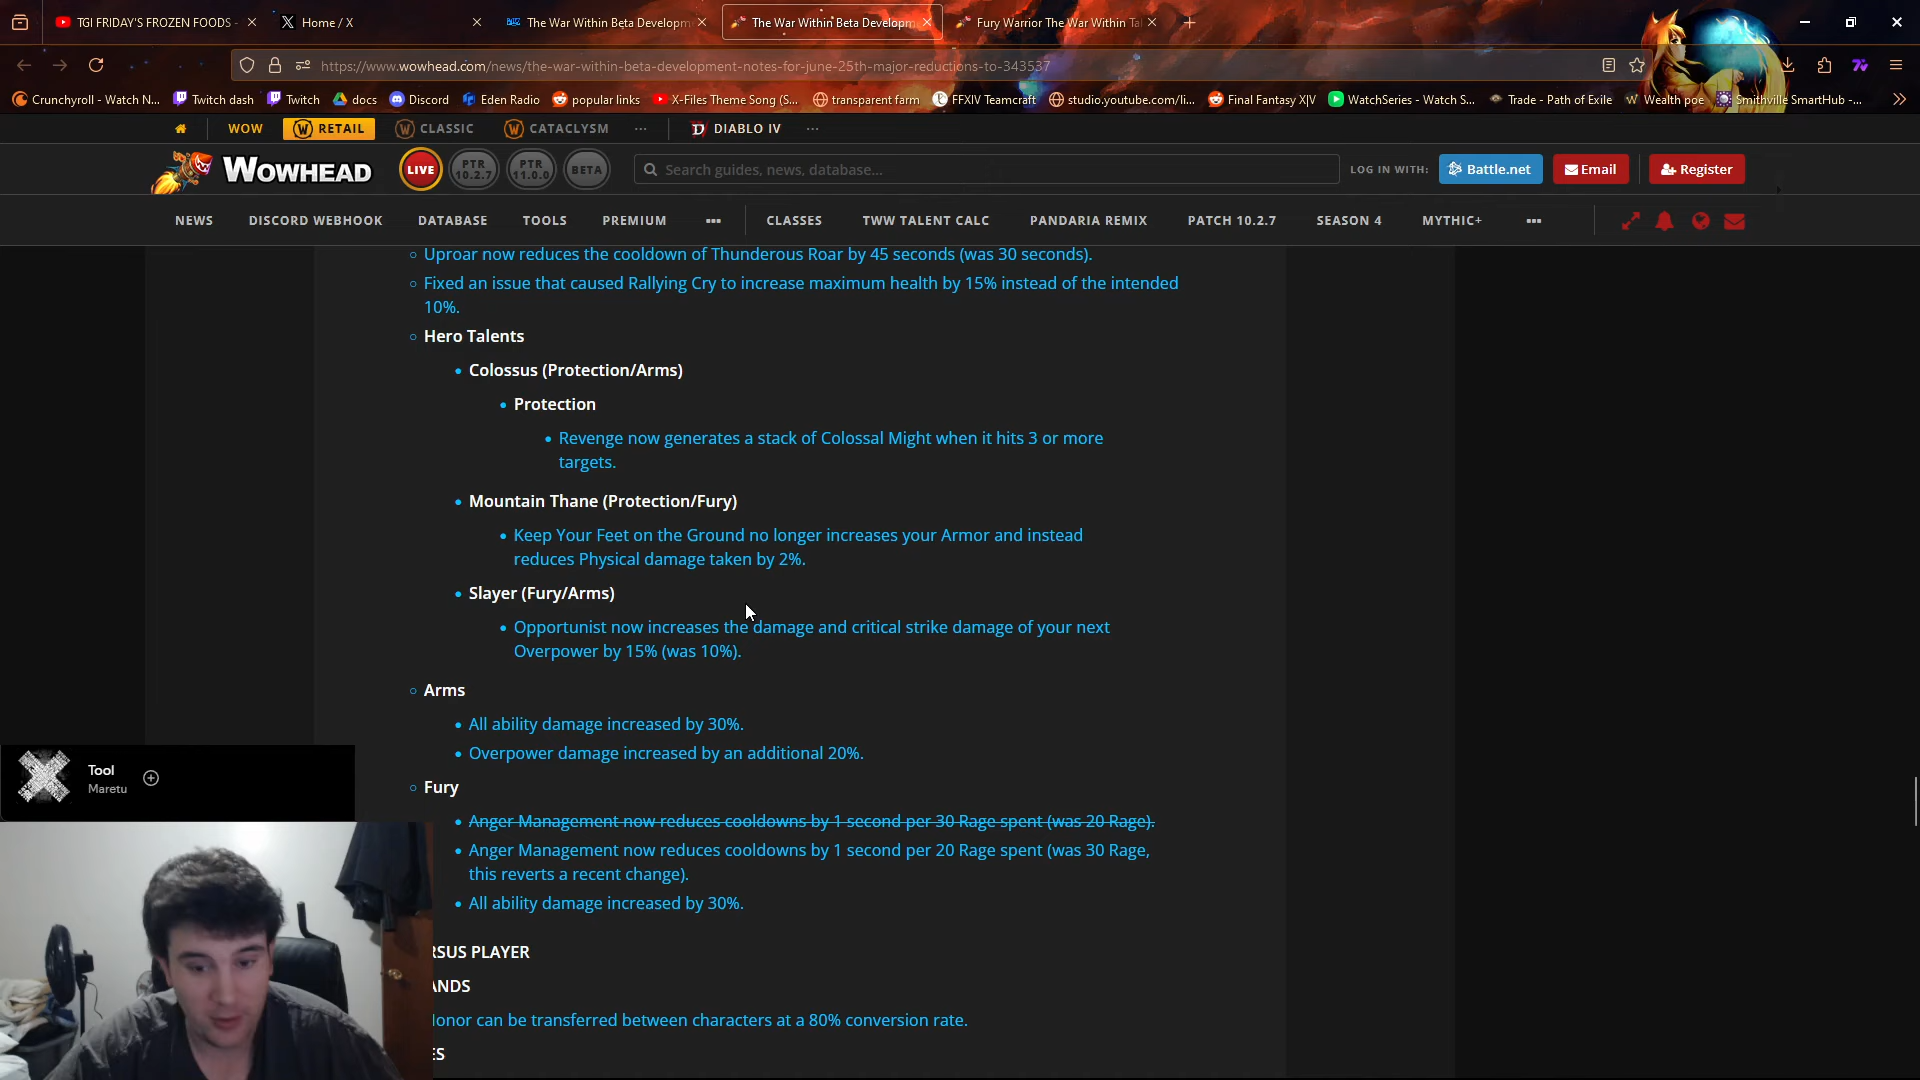 TGI FRIDAY'S FROZEN FOODS -
Home / X
The War Within Beta Developm
The War Within Beta Developm
Fury Warrior The War Within Tal
https://www.wowhead.com/news/the-war-within-beta-development-notes-for-june-25th-major-reductions-to-343537
Crunchyroll - Watch N...
Twitch dash
Twitch
docs
Discord
Eden Radio
popular links
X-Files Theme Song (S...
transparent farm
FFXIV Teamcraft
studio.youtube.com/li...
Final Fantasy X|V
WatchSeries - Watch S...
Trade - Path of Exile
Wealth poe
Smithville SmartHub -...
WOW
RETAIL
CLASSIC
CATACLYSM
...
DIABLO IV
...
WOWHEAD
LIVE
PTR 10.2.7
PTR 11.0.0
BETA
Search guides, news, database...
LOG IN WITH:
Battle.net
Email
Register
NEWS
DISCORD WEBHOOK
DATABASE
TOOLS
PREMIUM
...
CLASSES
TWW TALENT CALC
PANDARIA REMIX
PATCH 10.2.7
SEASON 4
MYTHIC+
...
Uproar now reduces the cooldown of Thunderous Roar by 45 seconds (was 30 seconds).
Fixed an issue that caused Rallying Cry to increase maximum health by 15% instead of the intended
10%.
Hero Talents
Colossus (Protection/Arms)
Protection
Revenge now generates a stack of Colossal Might when it hits 3 or more
targets.
Mountain Thane (Protection/Fury)
Keep Your Feet on the Ground no longer increases your Armor and instead
reduces Physical damage taken by 2%.
Slayer (Fury/Arms)
Opportunist now increases the damage and critical strike damage of your next
Overpower by 15% (was 10%).
Arms
All ability damage increased by 30%.
Overpower damage increased by an additional 20%.
Tool
Maretu
Fury
Anger Management now reduces cooldowns by 1 second per 30 Rage spent (was 20 Rage).
Anger Management now reduces cooldowns by 1 second per 20 Rage spent (was 30 Rage,
this reverts a recent change).
All ability damage increased by 30%.
RSUS PLAYER
ANDS
onor can be transferred between characters at a 80% conversion rate.
ES